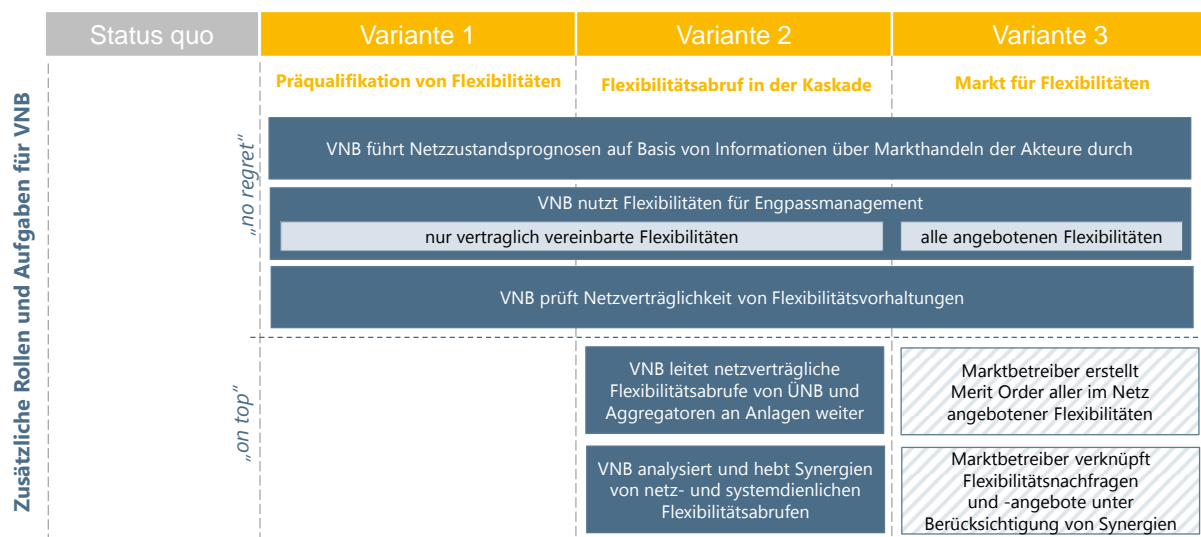 Status quo
Variante 1
Variante 2
Variante 3
Präqualifikation von Flexibilitäten
Flexibilitätsabruf in der Kaskade
Markt für Flexibilitäten
Zusätzliche Rollen und Aufgaben für VNB
„no regret“
VNB führt Netzzustandsprognosen auf Basis von Informationen über Markthandeln der Akteure durch
VNB nutzt Flexibilitäten für Engpassmanagement
nur vertraglich vereinbarte Flexibilitäten
alle angebotenen Flexibilitäten
VNB prüft Netzverträglichkeit von Flexibilitätsvorhaltungen
„on top“
VNB leitet netzverträgliche
Flexibilitätsabrufe von ÜNB und
Aggregatoren an Anlagen weiter
Marktbetreiber erstellt
Merit Order aller im Netz
angebotener Flexibilitäten
VNB analysiert und hebt Synergien
von netz- und systemdienlichen
Flexibilitätsabrufen
Marktbetreiber verknüpft
Flexibilitätsnachfragen
und -angebote unter
Berücksichtigung von Synergien